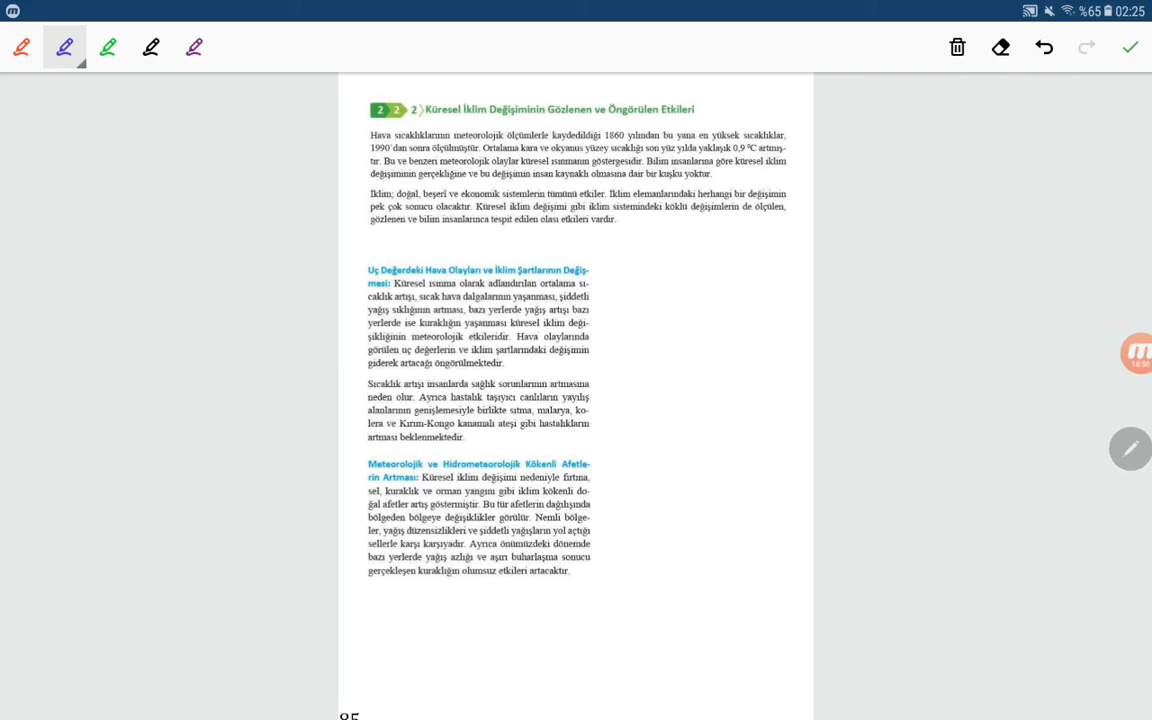 %65 02:25
2 2 2 Küresel İklim Değişiminin Gözlenen ve Öngörülen Etkileri
Hava sıcaklıklarının meteorolojik ölçümlerle kaydedildiği 1860 yılından bu yana en yüksek sıcaklıklar,
1990'dan sonra ölçülmüştür. Ortalama kara ve okyanus yüzey sıcaklığı son yüz yılda yaklaşık 0,9 ⁰C artmış-
tır. Bu ve benzeri meteorolojik olaylar küresel ısınmanın göstergesidir. Bilim insanlarına göre küresel iklim
değişiminin gerçekliğine ve bu değişimin insan kaynaklı olmasına dair bir kuşku yoktur.
İklim; doğal, beşerî ve ekonomik sistemlerin tümünü etkiler. İklim elemanlarındaki herhangi bir değişimin
pek çok sonucu olacaktır. Küresel iklim değişimi gibi iklim sistemindeki köklü değişimlerin de ölçülen,
gözlenen ve bilim insanlarınca tespit edilen olası etkileri vardır.
Uç Değerdeki Hava Olayları ve İklim Şartlarının Değiş-
mesi: Küresel ısınma olarak adlandırılan ortalama sı-
caklık artışı, sıcak hava dalgalarının yaşanması, şiddetli
yağış sıklığının artması, bazı yerlerde yağış artışı bazı
yerlerde ise kuraklığın yaşanması küresel iklim deği-
şikliğinin meteorolojik etkileridir. Hava olaylarında
görülen uç değerlerin ve iklim şartlarındaki değişimin
giderek artacağı öngörülmektedir.
Sıcaklık artışı insanlarda sağlık sorunlarının artmasına
neden olur. Ayrıca hastalık taşıyıcı canlıların yayılış
alanlarının genişlemesiyle birlikte sıtma, malarya, ko-
lera ve Kırım-Kongo kanamalı ateşi gibi hastalıkların
artması beklenmektedir.
Meteorolojik ve Hidrometeorolojik Kökenli Afetle-
rin Artması: Küresel iklim değişimi nedeniyle fırtına,
sel, kuraklık ve orman yangını gibi iklim kökenli do-
ğal afetler artış göstermiştir. Bu tür afetlerin dağılışında
bölgeden bölgeye değişiklikler görülür. Nemli bölge-
ler, yağış düzensizlikleri ve şiddetli yağışların yol açtığı
sellerle karşı karşıyadır. Ayrıca önümüzdeki dönemde
bazı yerlerde yağış azlığı ve aşırı buharlaşma sonucu
gerçekleşen kuraklığın olumsuz etkileri artacaktır.
85